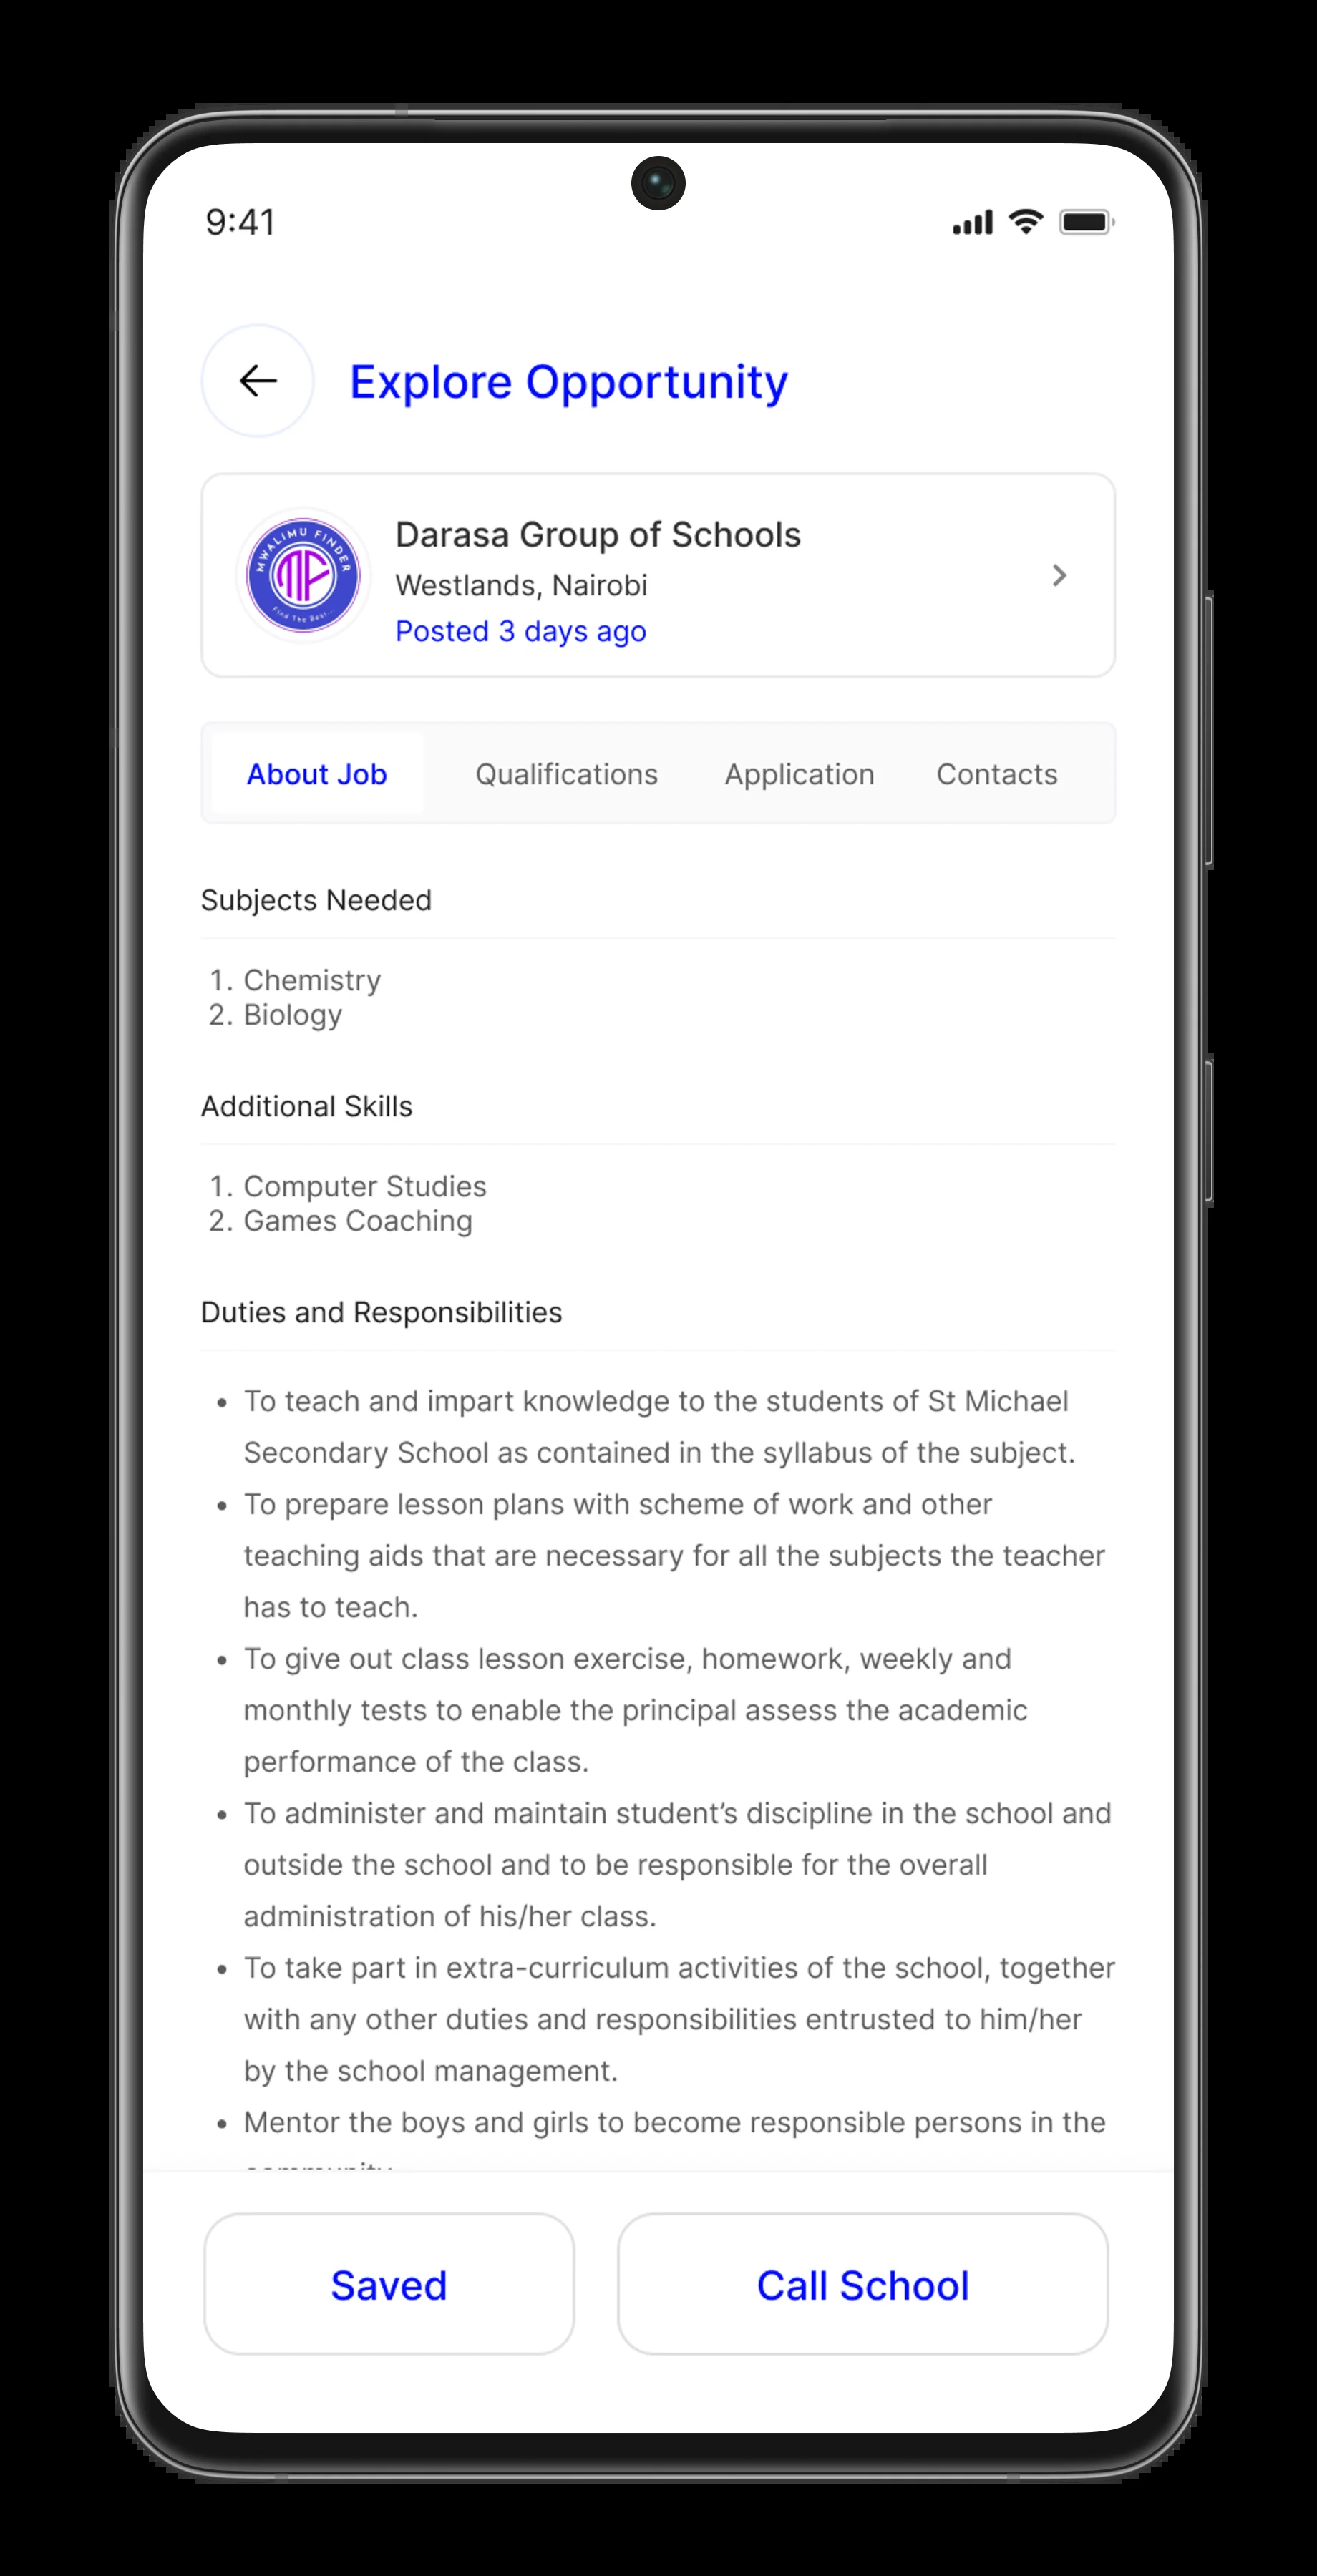 9:41
Explore Opportunity
MWALIMU FINDER
Find The Best...
Darasa Group of Schools
Westlands, Nairobi
Posted 3 days ago
About Job Qualifications Application Contacts
Subjects Needed
1. Chemistry
2. Biology
Additional Skills
1. Computer Studies
2. Games Coaching
Duties and Responsibilities
• To teach and impart knowledge to the students of St Michael
Secondary School as contained in the syllabus of the subject.
• To prepare lesson plans with scheme of work and other
teaching aids that are necessary for all the subjects the teacher
has to teach.
• To give out class lesson exercise, homework, weekly and
monthly tests to enable the principal assess the academic
performance of the class.
• To administer and maintain student’s discipline in the school and
outside the school and to be responsible for the overall
administration of his/her class.
• To take part in extra-curriculum activities of the school, together
with any other duties and responsibilities entrusted to him/her
by the school management.
• Mentor the boys and girls to become responsible persons in the
Saved
Call School